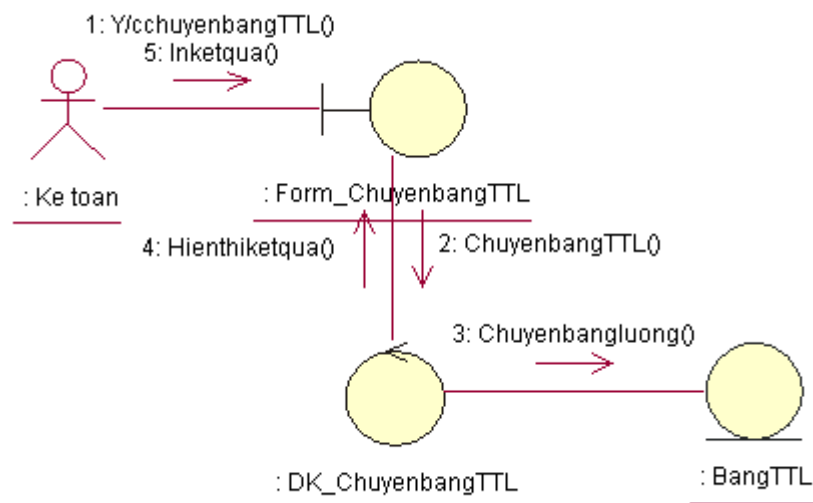 1: Y/cchuyenbangTTL()
5: Inketqua()
: Ke toan
: Form_ChuyenbangTTL
4: Hienthiketqua()
2: ChuyenbangTTL()
3: Chuyenbangluong()
: DK_ChuyenbangTTL
: BangTTL